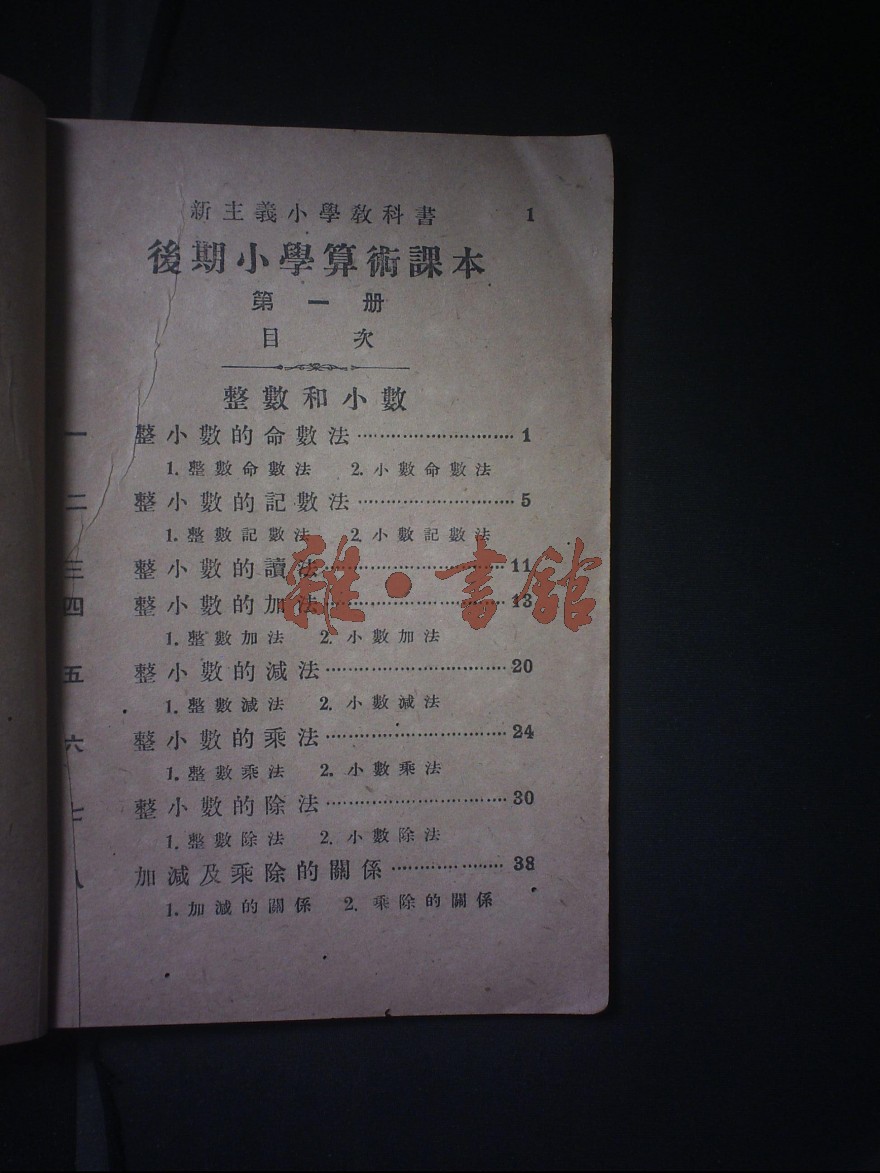 新主義小學教科書 1
後期小學算術課本
第一册
目次
整數和小數
一 整小數的命數法 1
1. 整數命數法 2. 小數命數法
二 整小數的記數法 5
1. 整數記數法 2. 小數記數法
三 整小數的讀法 11
四 整小數的加法 13
1. 整數加法 2. 小數加法
五 整小數的減法 20
1. 整數減法 2. 小數減法
六 整小數的乘法 24
1. 整數乘法 2. 小數乘法
七 整小數的除法 30
1. 整數除法 2. 小數除法
八 加減及乘除的關係 38
1. 加減的關係 2. 乘除的關係
雜·書館